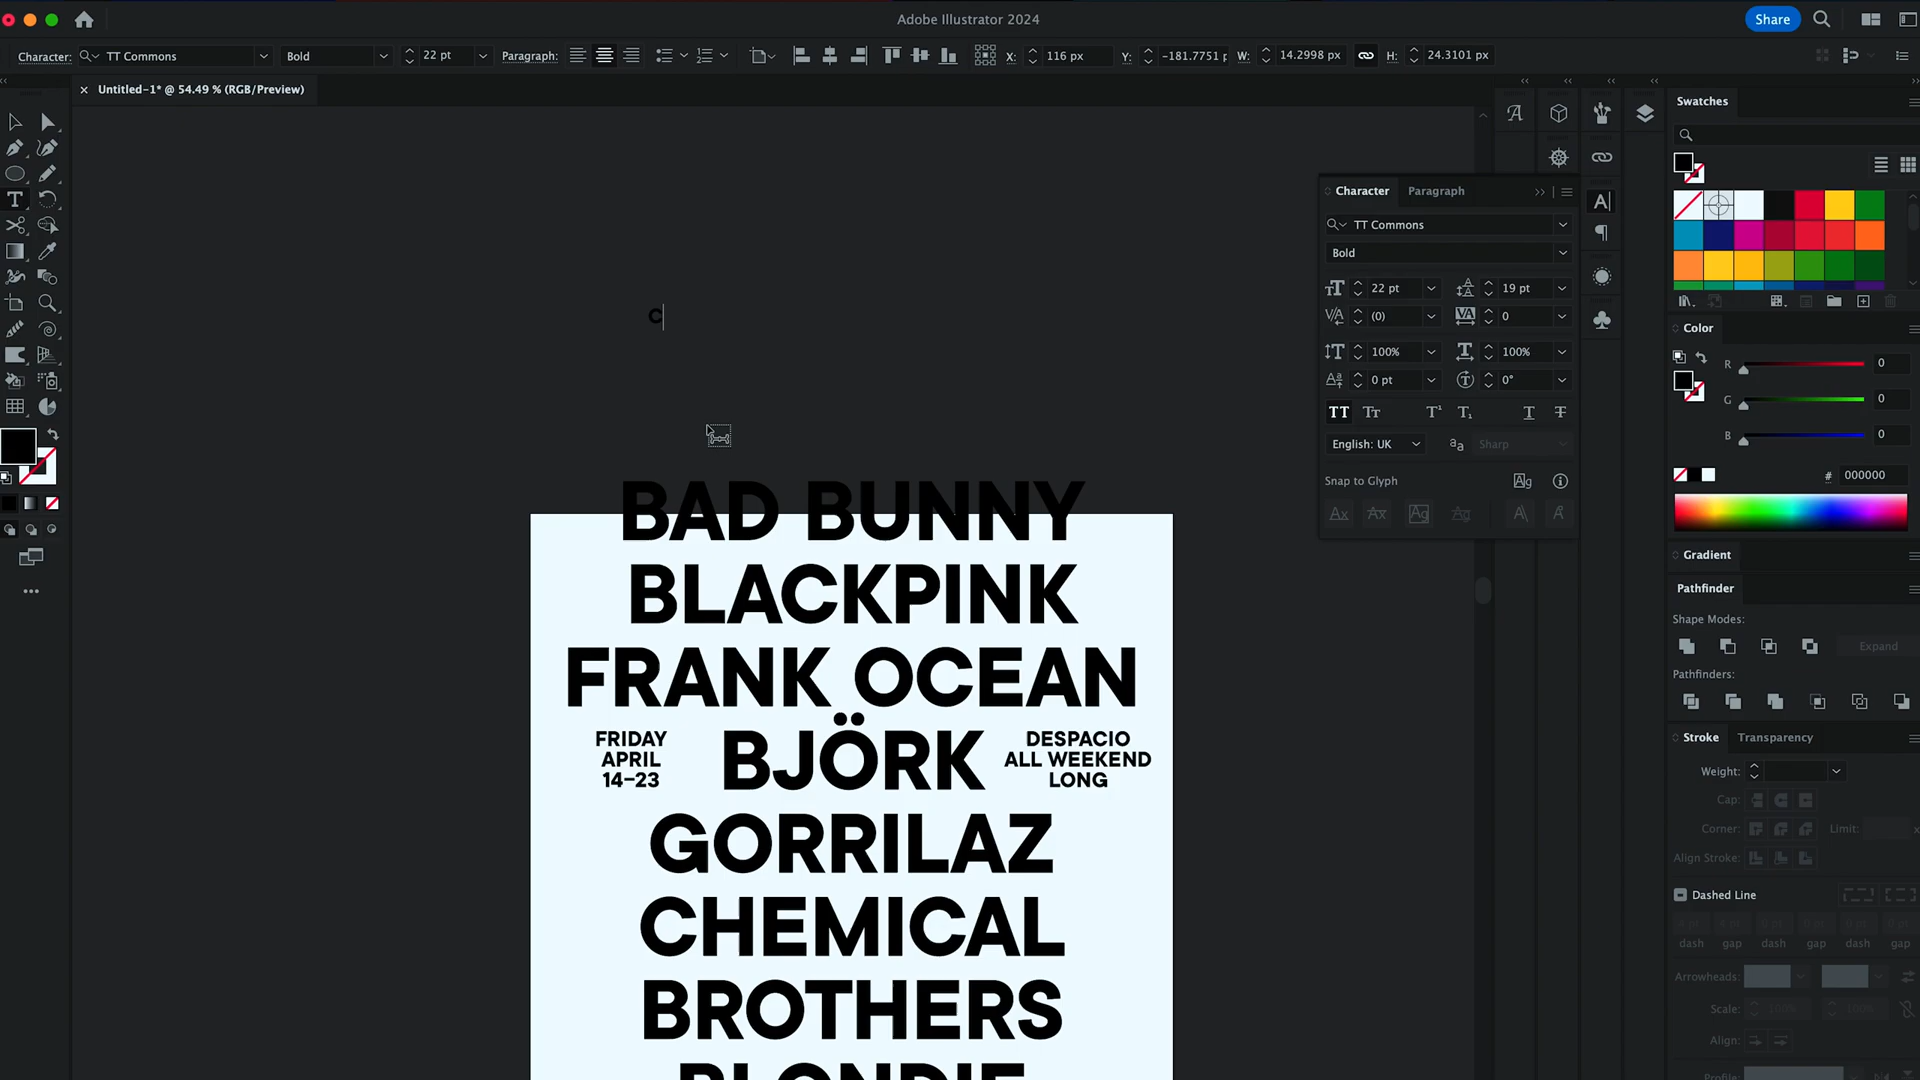 Adobe Illustrator 2024
Share
Character: TT Commons Bold 22 pt Paragraph: X: 116 px Y: -181.7751 p W: 14.2998 px H: 24.3101 px
Untitled-1* @ 54.49 % (RGB/Preview)
C
BAD BUNNY
BLACKPINK
FRANK OCEAN
FRIDAY
APRIL
14–23
BJÖRK
DESPACIO
ALL WEEKEND
LONG
GORRILAZ
CHEMICAL
BROTHERS
BLONDIE
Character Paragraph
TT Commons
Bold
22 pt 19 pt
(0) 0
100% 100%
0 pt 0°
English: UK Sharp
Snap to Glyph
Swatches
Color
R 0
G 0
B 0
# 000000
Gradient
Pathfinder
Shape Modes:
Expand
Pathfinders:
Stroke Transparency
Weight:
Cap:
Corner: Limit: x
Align Stroke:
Dashed Line
dash gap dash gap dash gap
Arrowheads:
Scale: 100% 100%
Align:
Profile: